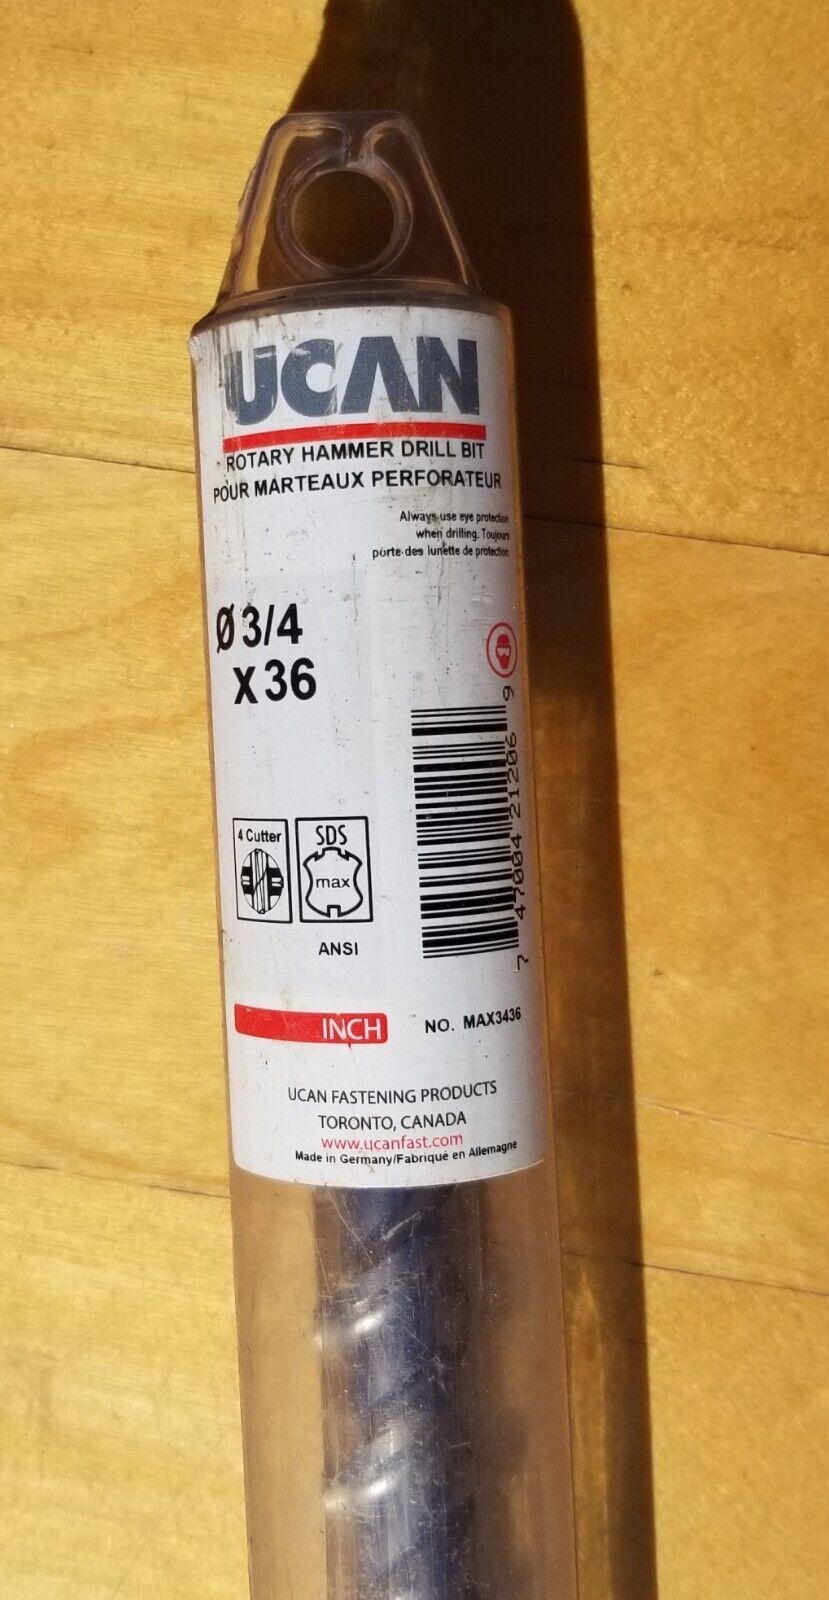 UCAN
ROTARY HAMMER DRILL BIT
POUR MARTEAUX PERFORATEUR
Always use eye protection
when drilling. Toujours
porte des lunette de protection
Ø 3/4
X 36
4 Cutter
SDS
max
ANSI
7 47004 21206 9
INCH
NO. MAX3436
UCAN FASTENING PRODUCTS
TORONTO, CANADA
www.ucanfast.com
Made in Germany/Fabriqué en Allemagne